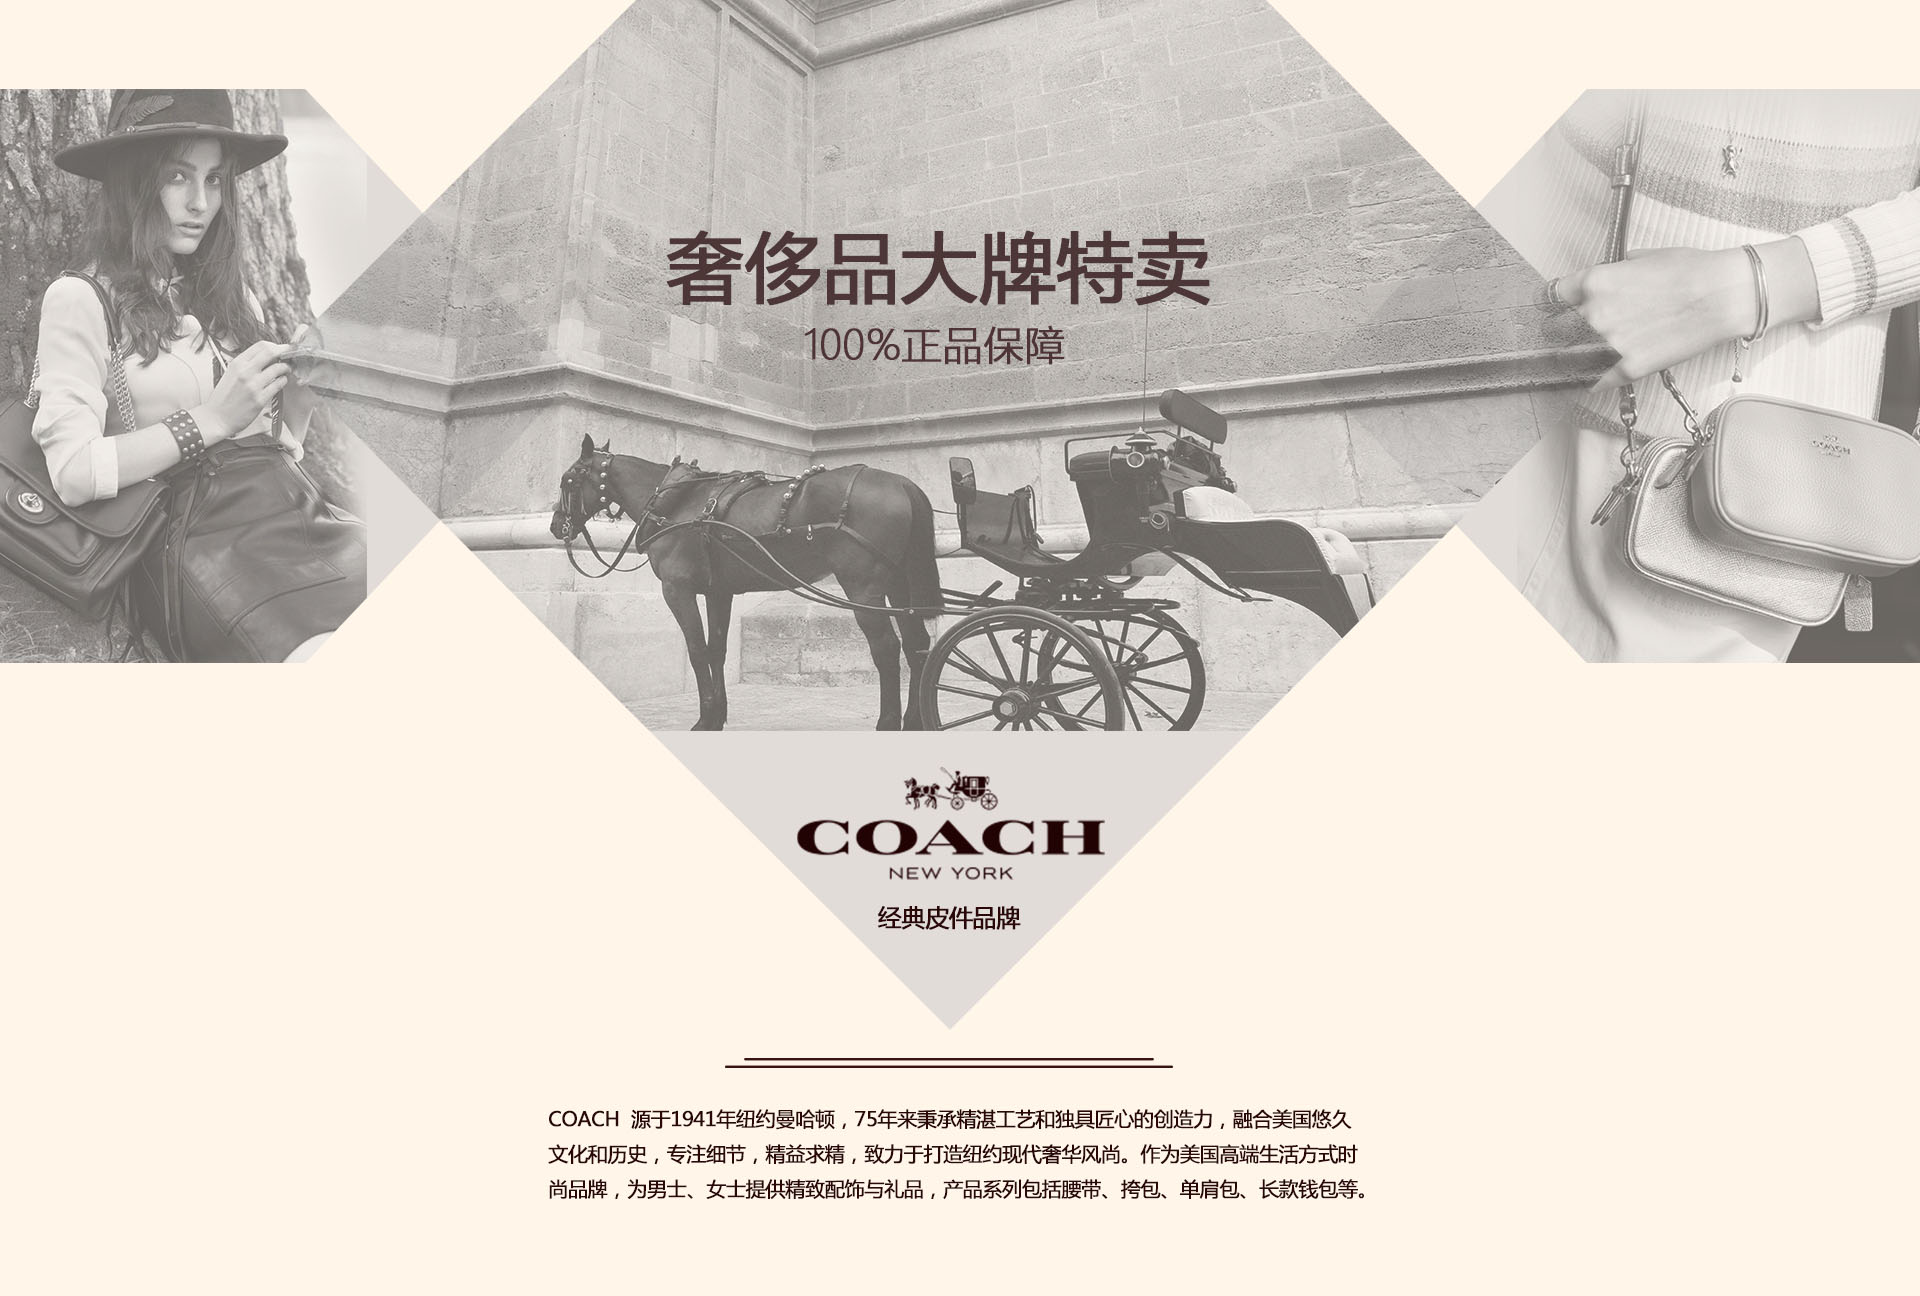 奢侈品大牌特卖
100%正品保障
COACH
COACH
NEW YORK
经典皮件品牌
COACH 源于1941年纽约曼哈顿，75年来秉承精湛工艺和独具匠心的创造力，融合美国悠久
文化和历史，专注细节，精益求精，致力于打造纽约现代奢华风尚。作为美国高端生活方式时
尚品牌，为男士、女士提供精致配饰与礼品，产品系列包括腰带、挎包、单肩包、长款钱包等。